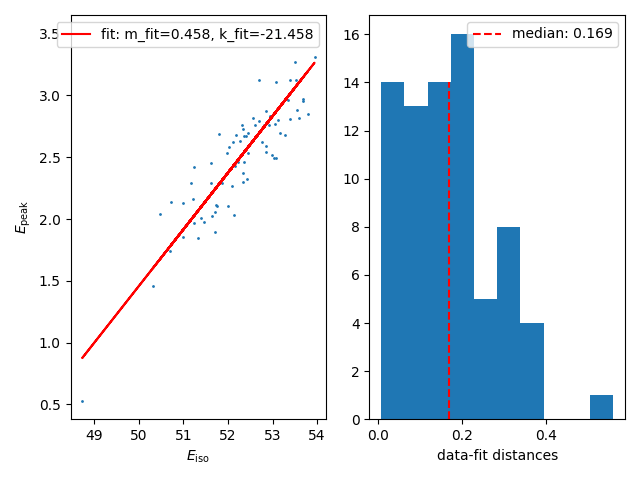 fit: m_fit=0.458, k_fit=-21.458
3.5
3.0
2.5
2.0
1.5
1.0
0.5
E_peak
49 50 51 52 53 54
E_iso
median: 0.169
16
14
12
10
8
6
4
2
0
0.0 0.2 0.4
data-fit distances